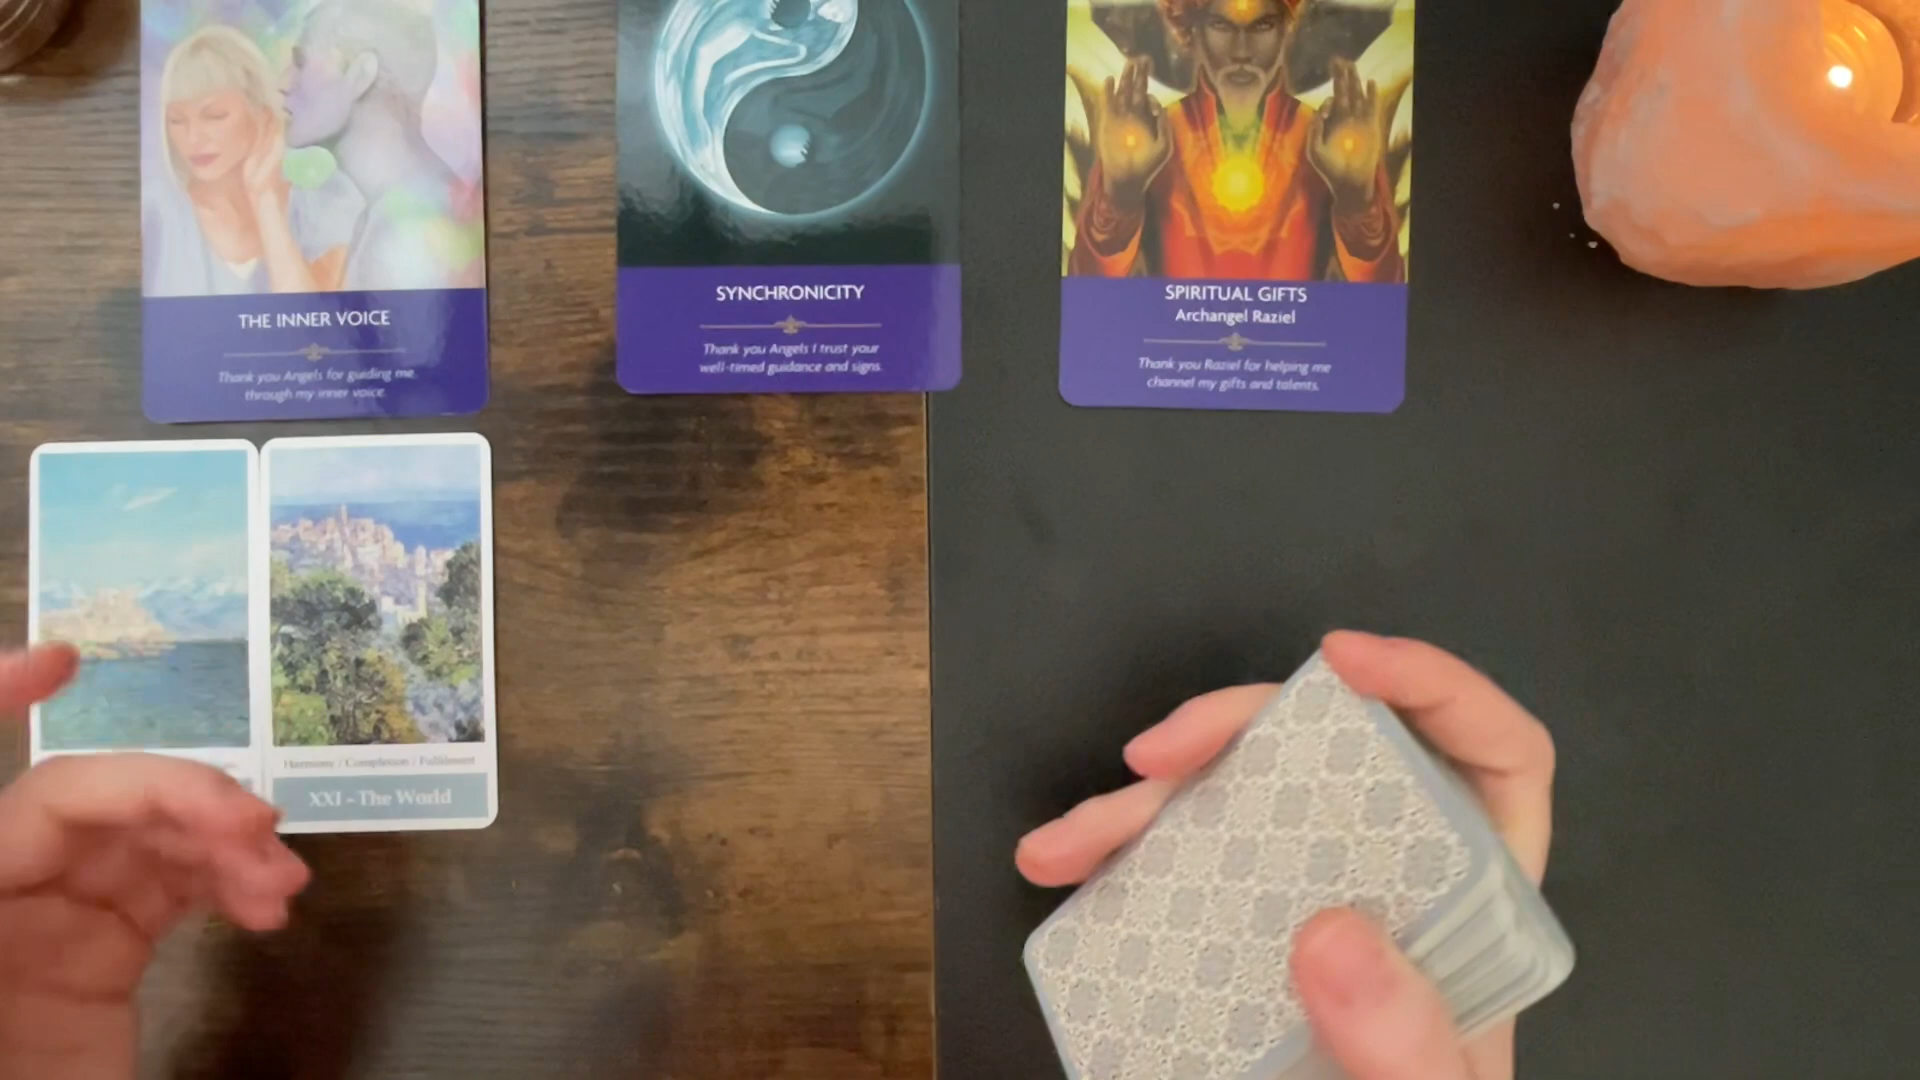 THE INNER VOICE
Thank you Angels for guiding me
through my inner voice.
SYNCHRONICITY
Thank you Angels I trust your
well-timed guidance and signs.
SPIRITUAL GIFTS
Archangel Raziel
Thank you Raziel for helping me
channel my gifts and talents.
Harmony / Completion / Fulfilment
XXI - The World